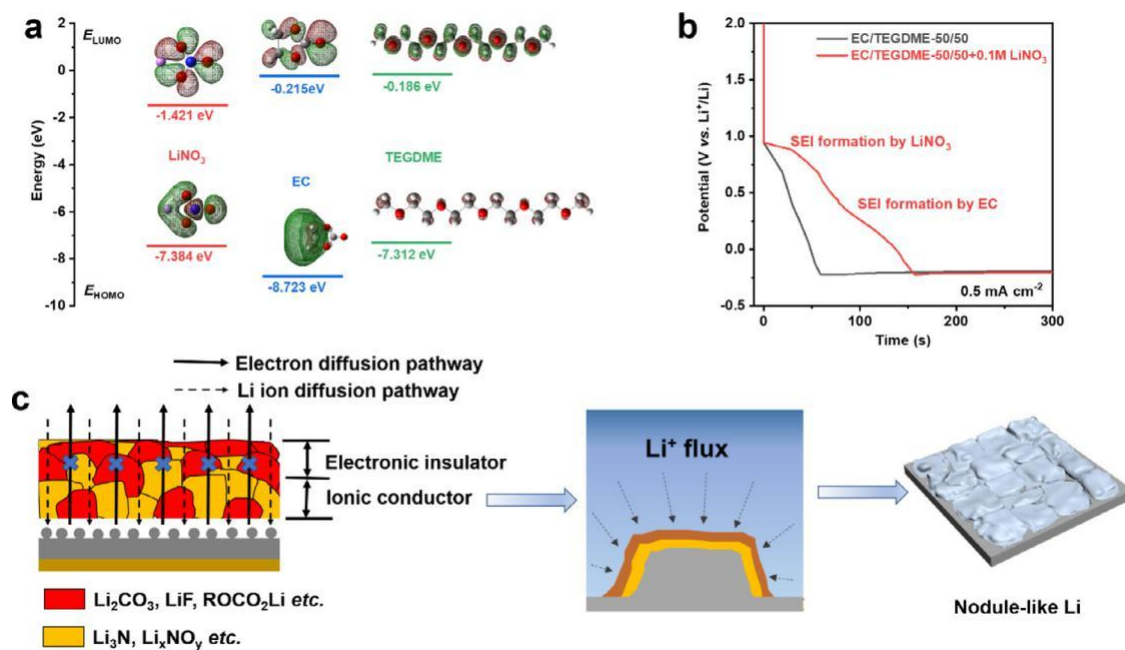 a
E_LUMO
2
0
-2
-4
-6
-8
-10
Energy (eV)
E_HOMO
-1.421 eV
-0.215eV
-0.186 eV
LiNO₃
EC
TEGDME
-7.384 eV
-8.723 eV
-7.312 eV
b
2.0
1.5
1.0
0.5
0.0
-0.5
Potential (V vs. Li⁺/Li)
EC/TEGDME-50/50
EC/TEGDME-50/50+0.1M LiNO₃
SEI formation by LiNO₃
SEI formation by EC
0.5 mA cm⁻²
0
100
200
300
Time (s)
c
Electron diffusion pathway
Li ion diffusion pathway
Electronic insulator
Ionic conductor
Li₂CO₃, LiF, ROCO₂Li etc.
Li₃N, LiₓNOᵧ etc.
Li⁺ flux
Nodule-like Li